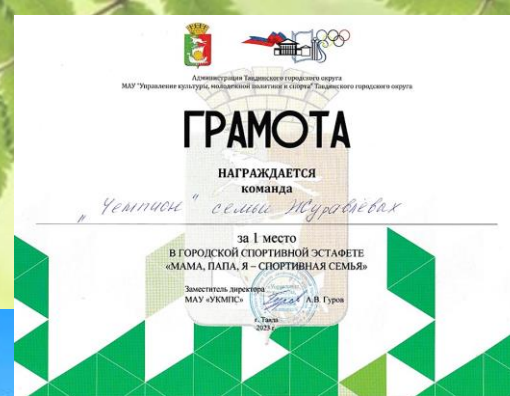 Администрация Тавдинского городского округа
МАУ "Управление культуры, молодежной политики и спорта" Тавдинского городского округа
ГРАМОТА
НАГРАЖДАЕТСЯ
команда
"Чемпион" семьи Журавлёвых
за 1 место
В ГОРОДСКОЙ СПОРТИВНОЙ ЭСТАФЕТЕ
«МАМА, ПАПА, Я – СПОРТИВНАЯ СЕМЬЯ»
Заместитель директора
МАУ «УКМПС» А.В. Гуров
г. Тавда
2023 г.